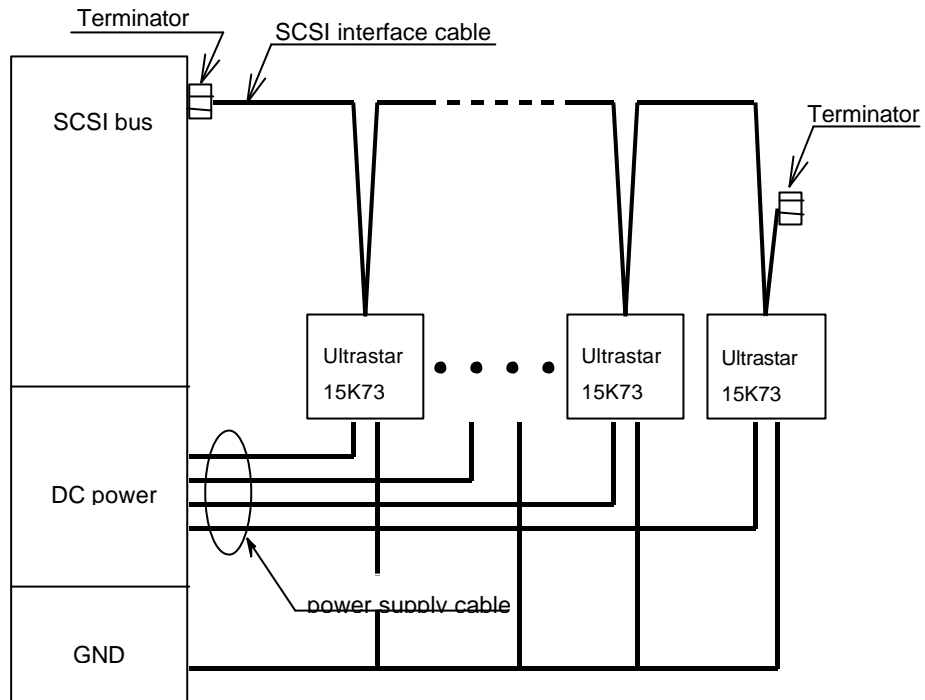 Terminator
SCSI interface cable
SCSI bus
Terminator
Ultrastar
15K73
Ultrastar
15K73
Ultrastar
15K73
DC power
power supply cable
GND